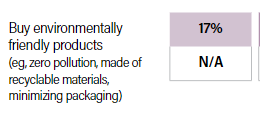 Buy environmentally
friendly products
(eg, zero pollution, made of
recyclable materials,
minimizing packaging)
17%
N/A